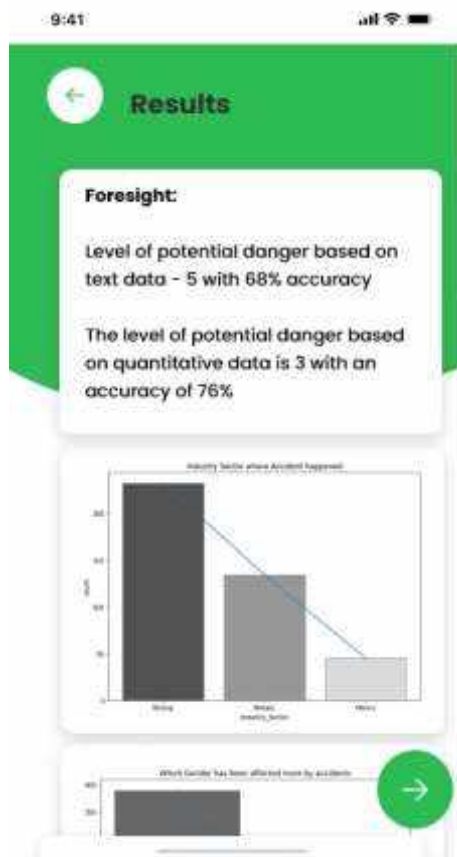 9:41
Results
Foresight:
Level of potential danger based on
text data - 5 with 68% accuracy
The level of potential danger based
on quantitative data is 3 with an
accuracy of 76%
Industry Sector where Accident happened
Mining Metals Others
Industry_Sector
Which Gender has been affected more by accidents